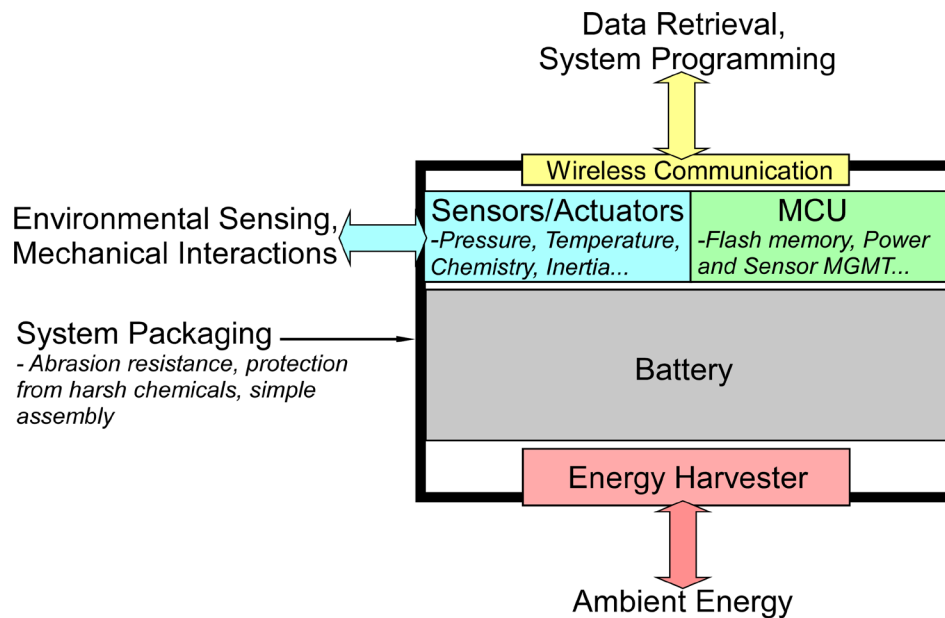 Data Retrieval,
System Programming
Wireless Communication
Environmental Sensing,
Mechanical Interactions
Sensors/Actuators
-Pressure, Temperature,
Chemistry, Inertia...
MCU
-Flash memory, Power
and Sensor MGMT...
System Packaging
- Abrasion resistance, protection
from harsh chemicals, simple
assembly
Battery
Energy Harvester
Ambient Energy